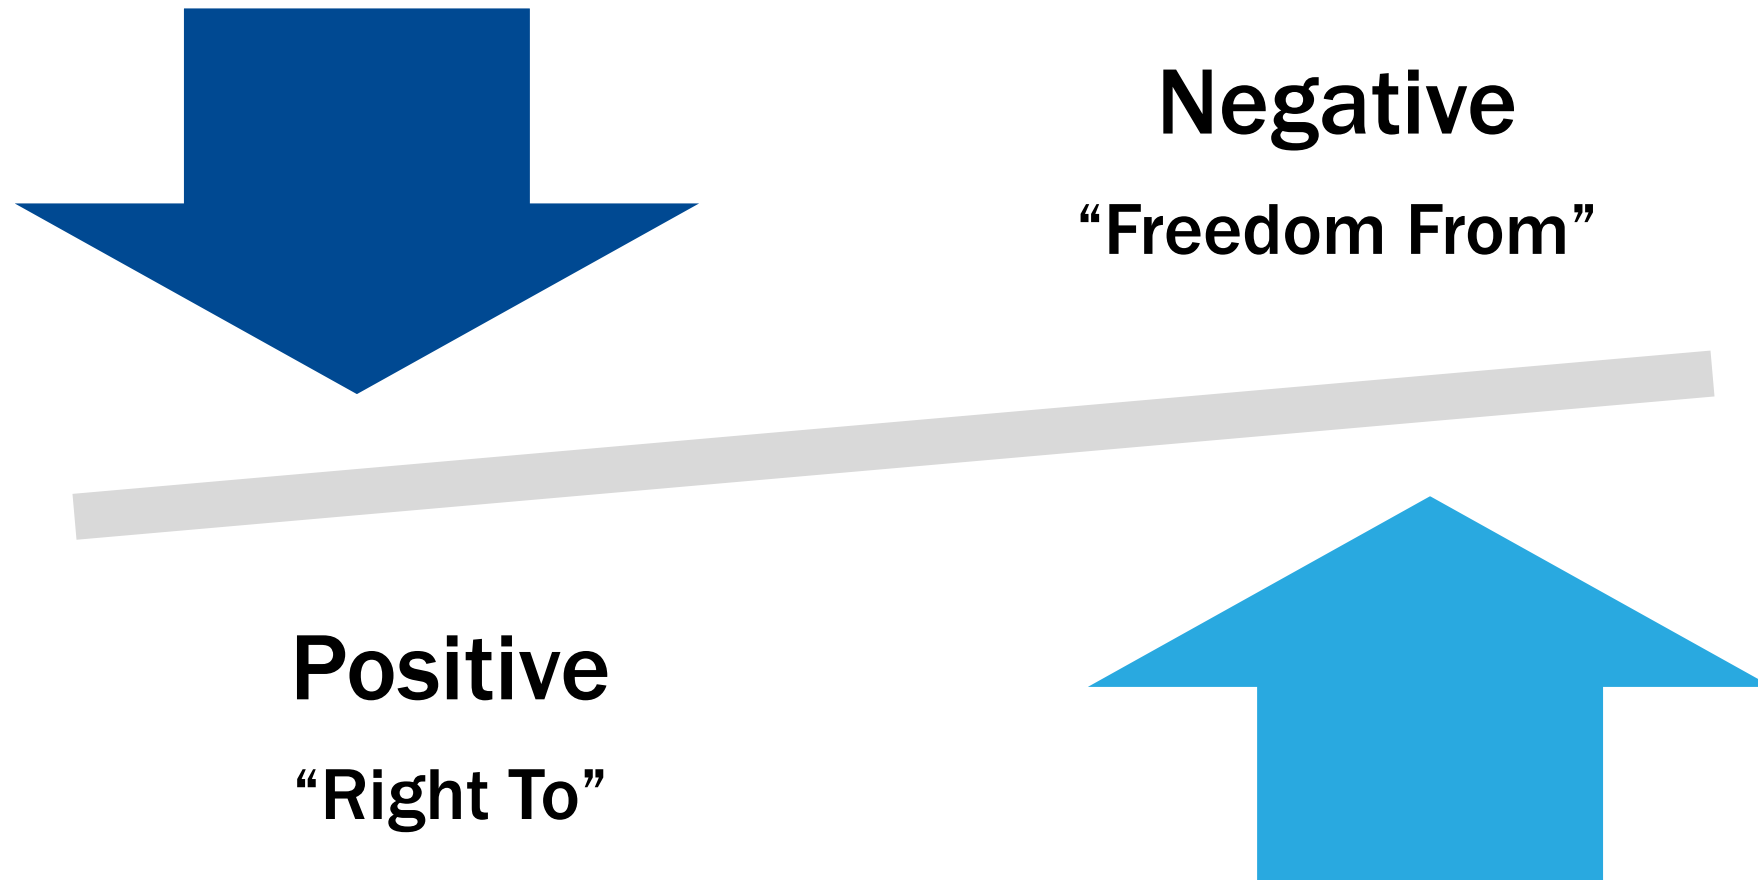 Negative
“Freedom From”
Positive
“Right To”